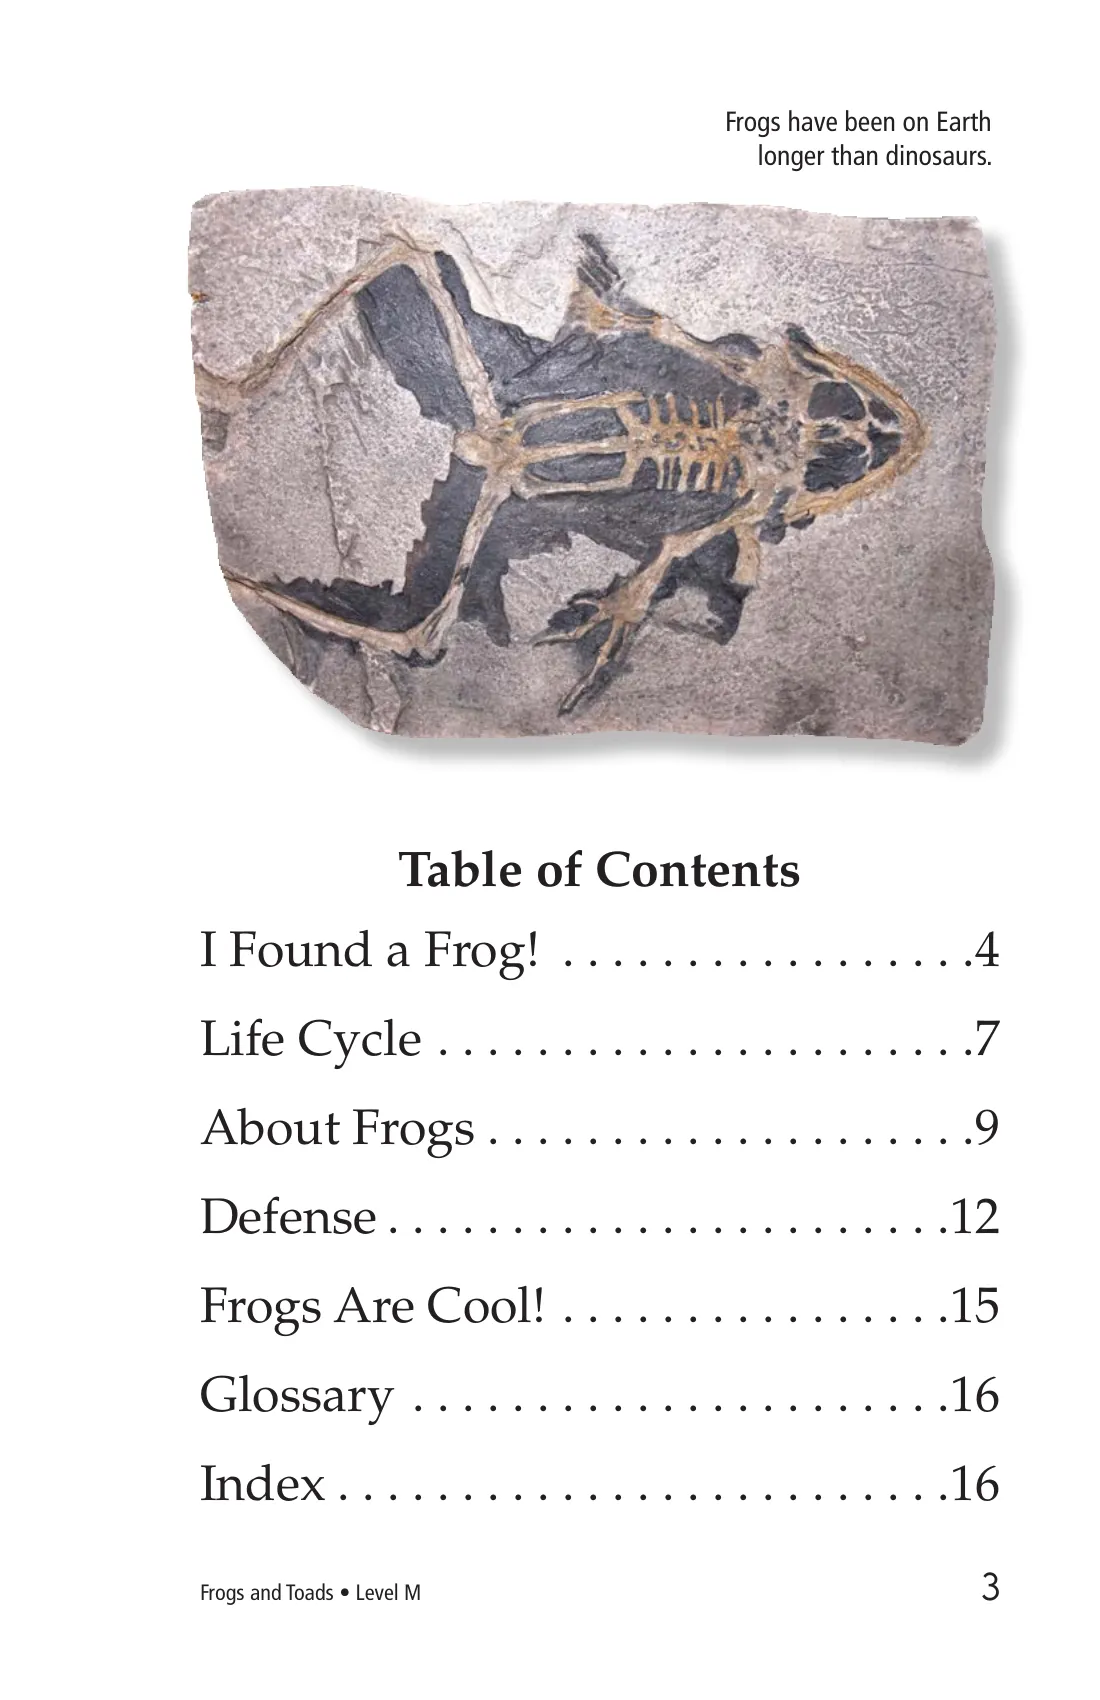 Frogs have been on Earth
longer than dinosaurs.
Table of Contents
I Found a Frog! . . . . . . . . . . . . . . . . .4
Life Cycle . . . . . . . . . . . . . . . . . . . . . .7
About Frogs . . . . . . . . . . . . . . . . . . . .9
Defense . . . . . . . . . . . . . . . . . . . . . . .12
Frogs Are Cool! . . . . . . . . . . . . . . . .15
Glossary . . . . . . . . . . . . . . . . . . . . . .16
Index . . . . . . . . . . . . . . . . . . . . . . . . .16
Frogs and Toads • Level M
3